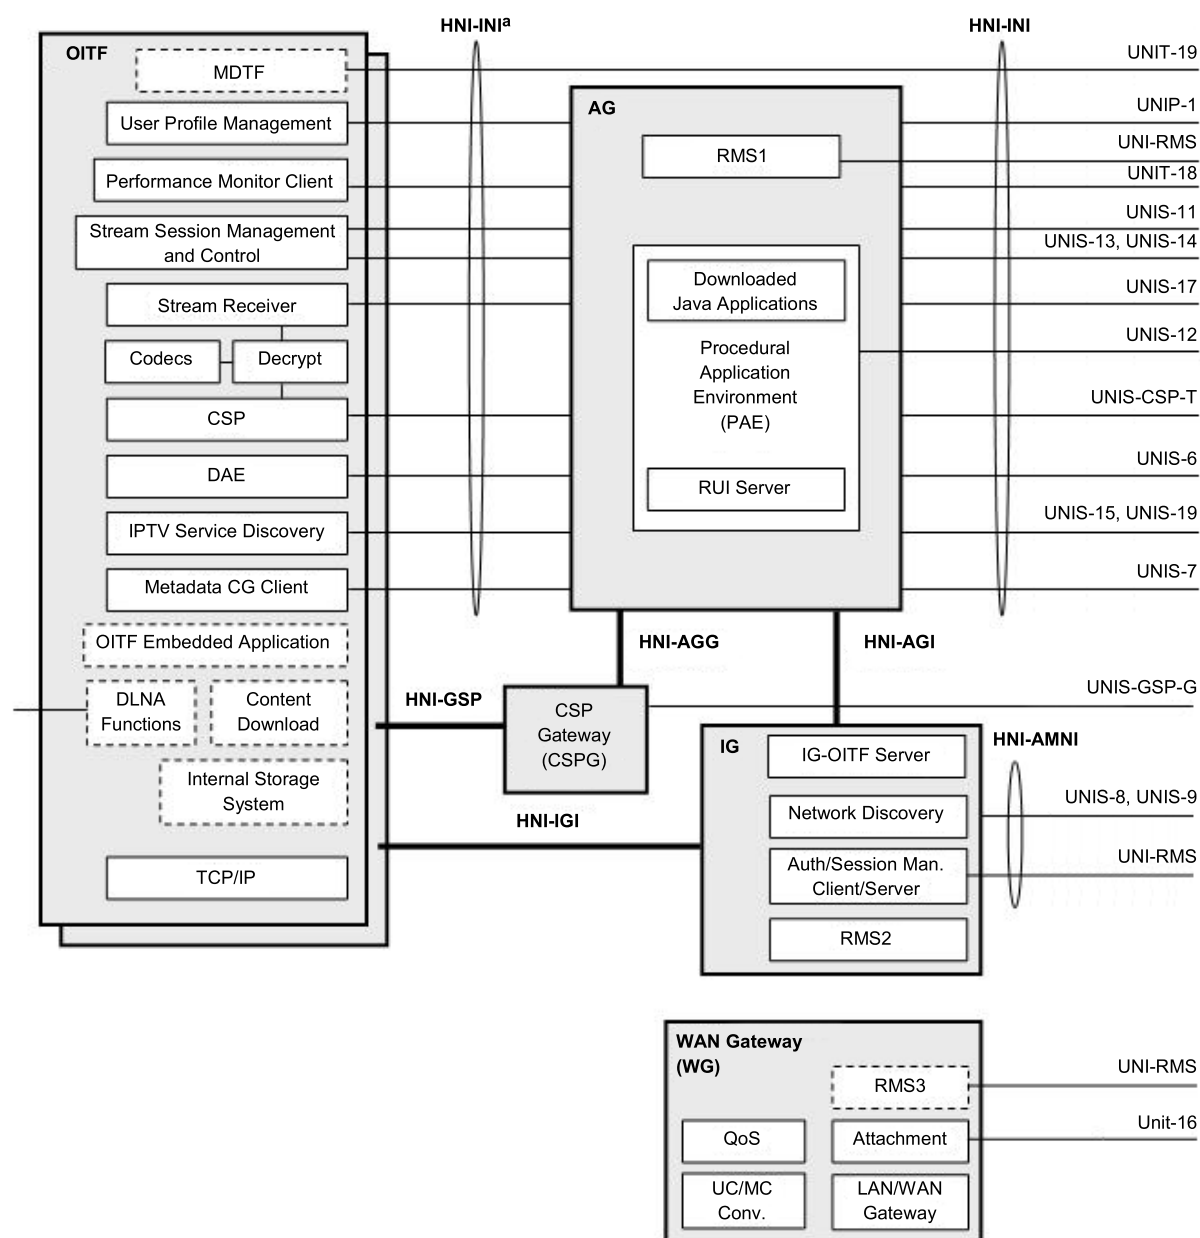 HNI-INIa
HNI-INI
OITF
MDTF
User Profile Management
Performance Monitor Client
Stream Session Management
and Control
Stream Receiver
Codecs
Decrypt
CSP
DAE
IPTV Service Discovery
Metadata CG Client
OITF Embedded Application
DLNA
Functions
Content
Download
Internal Storage
System
TCP/IP
AG
RMS1
Downloaded
Java Applications
Procedural
Application
Environment
(PAE)
RUI Server
UNIT-19
UNIP-1
UNI-RMS
UNIT-18
UNIS-11
UNIS-13, UNIS-14
UNIS-17
UNIS-12
UNIS-CSP-T
UNIS-6
UNIS-15, UNIS-19
UNIS-7
HNI-AGG
HNI-AGI
HNI-GSP
CSP
Gateway
(CSPG)
UNIS-GSP-G
HNI-IGI
IG
IG-OITF Server
Network Discovery
Auth/Session Man.
Client/Server
RMS2
HNI-AMNI
UNIS-8, UNIS-9
UNI-RMS
WAN Gateway
(WG)
RMS3
QoS
Attachment
UC/MC
Conv.
LAN/WAN
Gateway
UNI-RMS
Unit-16